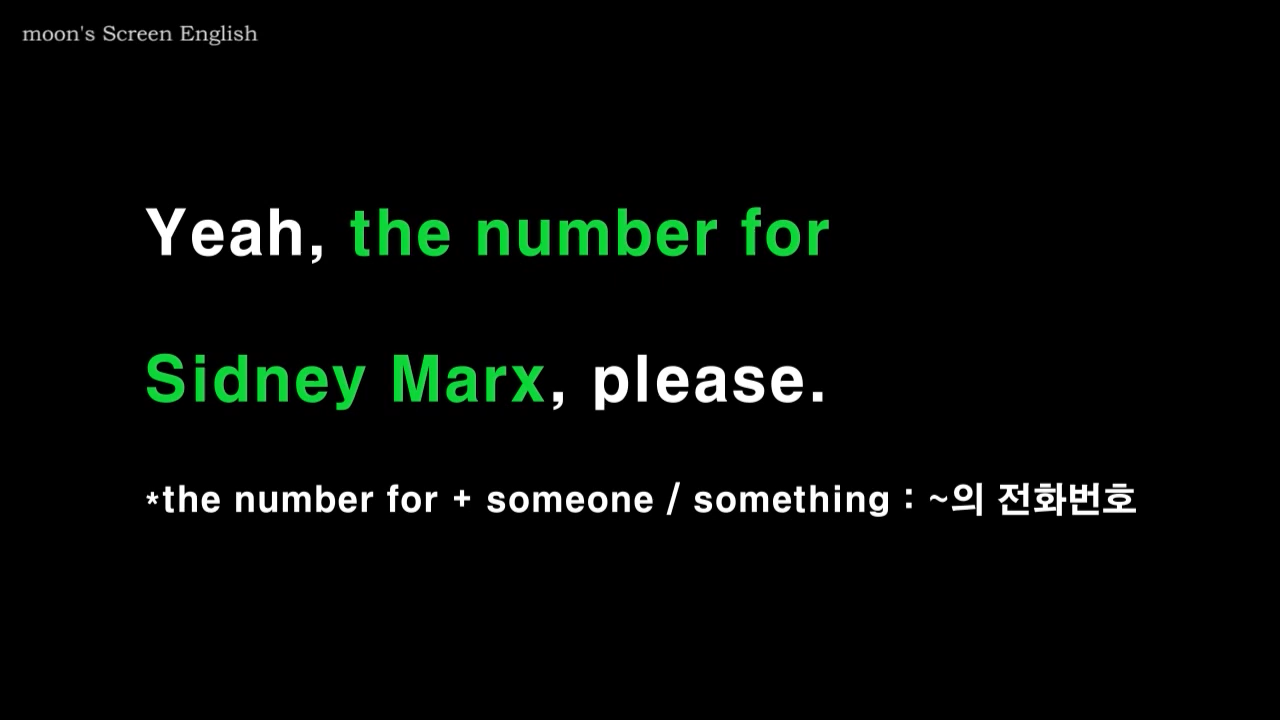 moon's Screen English
Yeah, the number for
Sidney Marx, please.
*the number for + someone / something : ~의 전화번호